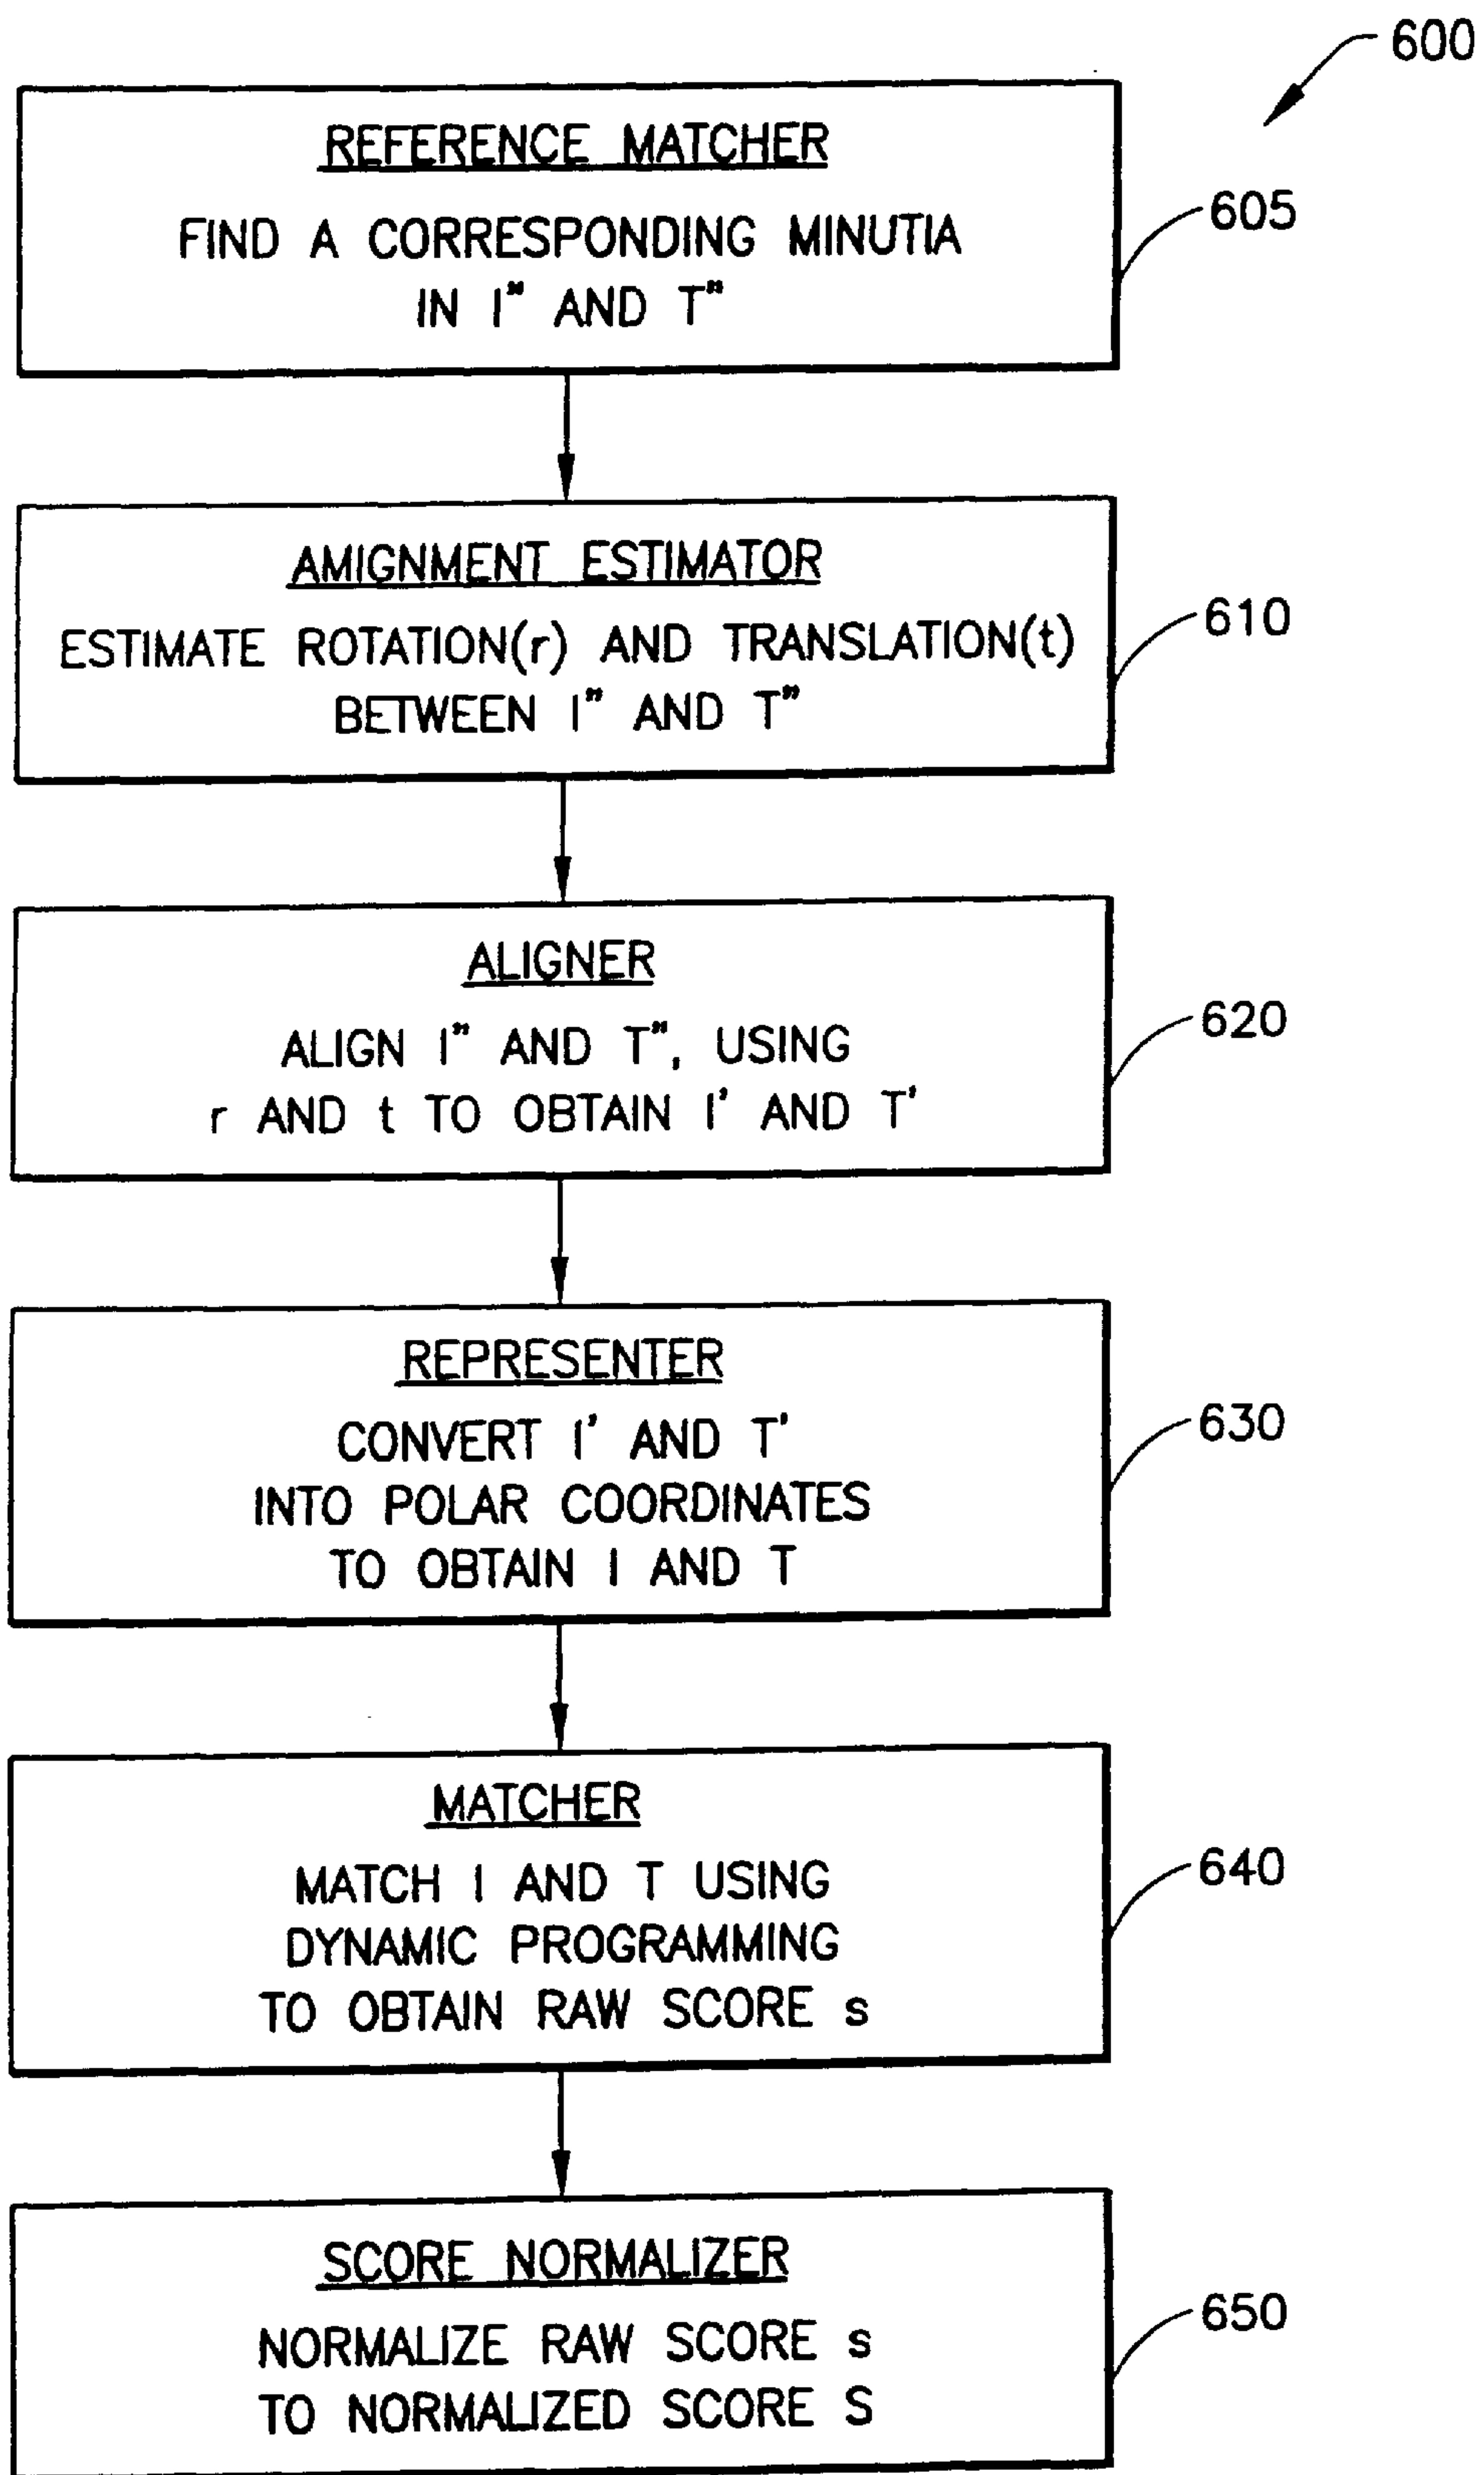 600
REFERENCE MATCHER
FIND A CORRESPONDING MINUTIA
IN I" AND T"
605
AMIGNMENT ESTIMATOR
ESTIMATE ROTATION(r) AND TRANSLATION(t)
BETWEEN I" AND T"
610
ALIGNER
ALIGN I" AND T", USING
r AND t TO OBTAIN I' AND T'
620
REPRESENTER
CONVERT I' AND T'
INTO POLAR COORDINATES
TO OBTAIN I AND T
630
MATCHER
MATCH I AND T USING
DYNAMIC PROGRAMMING
TO OBTAIN RAW SCORE s
640
SCORE NORMALIZER
NORMALIZE RAW SCORE s
TO NORMALIZED SCORE S
650